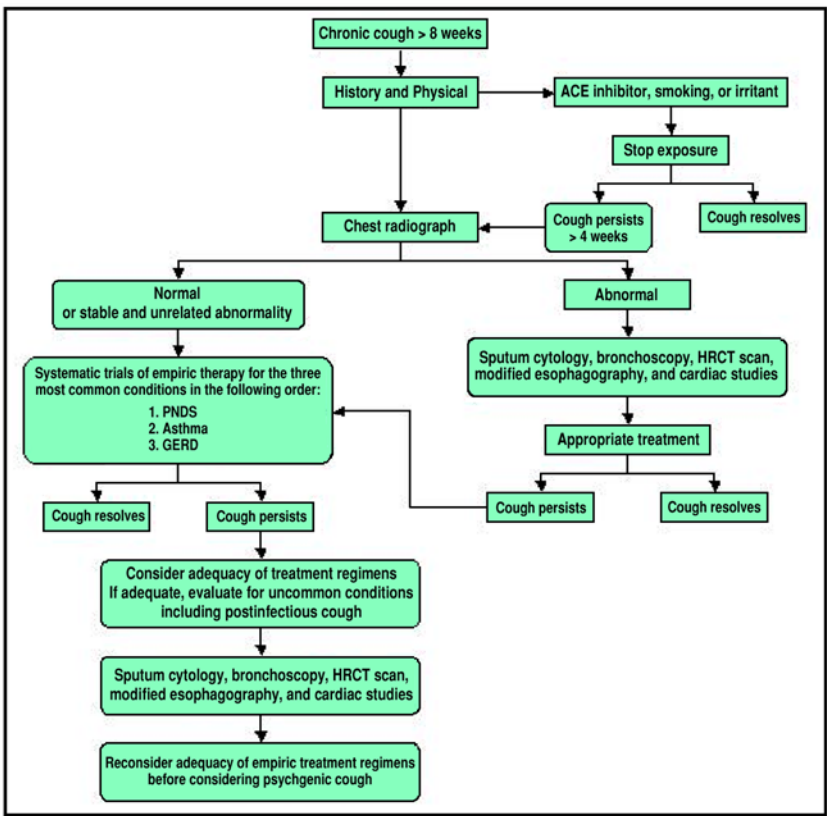 Chronic cough > 8 weeks
History and Physical
ACE inhibitor, smoking, or irritant
Stop exposure
Cough persists
> 4 weeks
Cough resolves
Chest radiograph
Normal
or stable and unrelated abnormality
Abnormal
Systematic trials of empiric therapy for the three
most common conditions in the following order:
1. PNDS
2. Asthma
3. GERD
Sputum cytology, bronchoscopy, HRCT scan,
modified esophagography, and cardiac studies
Appropriate treatment
Cough resolves
Cough persists
Cough persists
Cough resolves
Consider adequacy of treatment regimens
If adequate, evaluate for uncommon conditions
including postinfectious cough
Sputum cytology, bronchoscopy, HRCT scan,
modified esophagography, and cardiac studies
Reconsider adequacy of empiric treatment regimens
before considering psychgenic cough